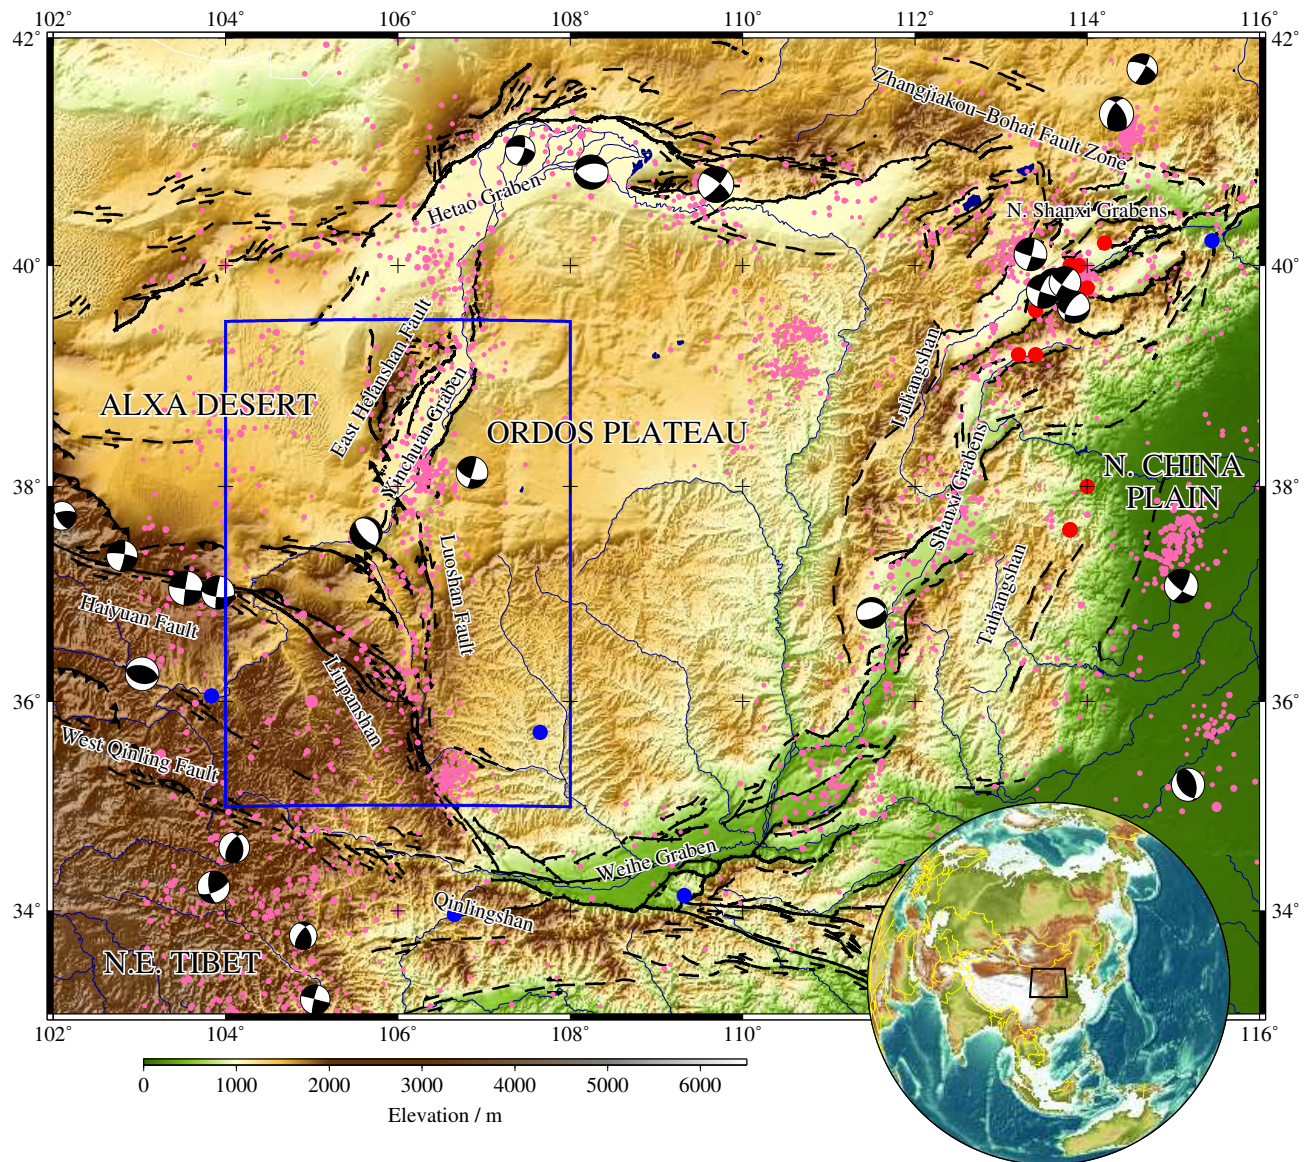 102˚ 104˚ 106˚ 108˚ 110˚ 112˚ 114˚ 116˚
42˚ 42˚
Zhangjiakou−Bohai Fault Zone
Hetao Graben
N. Shanxi Grabens
40˚ 40˚
East Helanshan Fault
Yinchuan Graben
Luliangshan
ALXA DESERT
ORDOS PLATEAU
N. CHINA
PLAIN
38˚ 38˚
Shanxi Grabens
Luoshan Fault
Taihangshan
Haiyuan Fault
Liupanshan
36˚ 36˚
West Qinling Fault
Weihe Graben
Qinlingshan
34˚ 34˚
N.E. TIBET
102˚ 104˚ 106˚ 108˚ 110˚ 116˚
0 1000 2000 3000 4000 5000 6000
Elevation / m